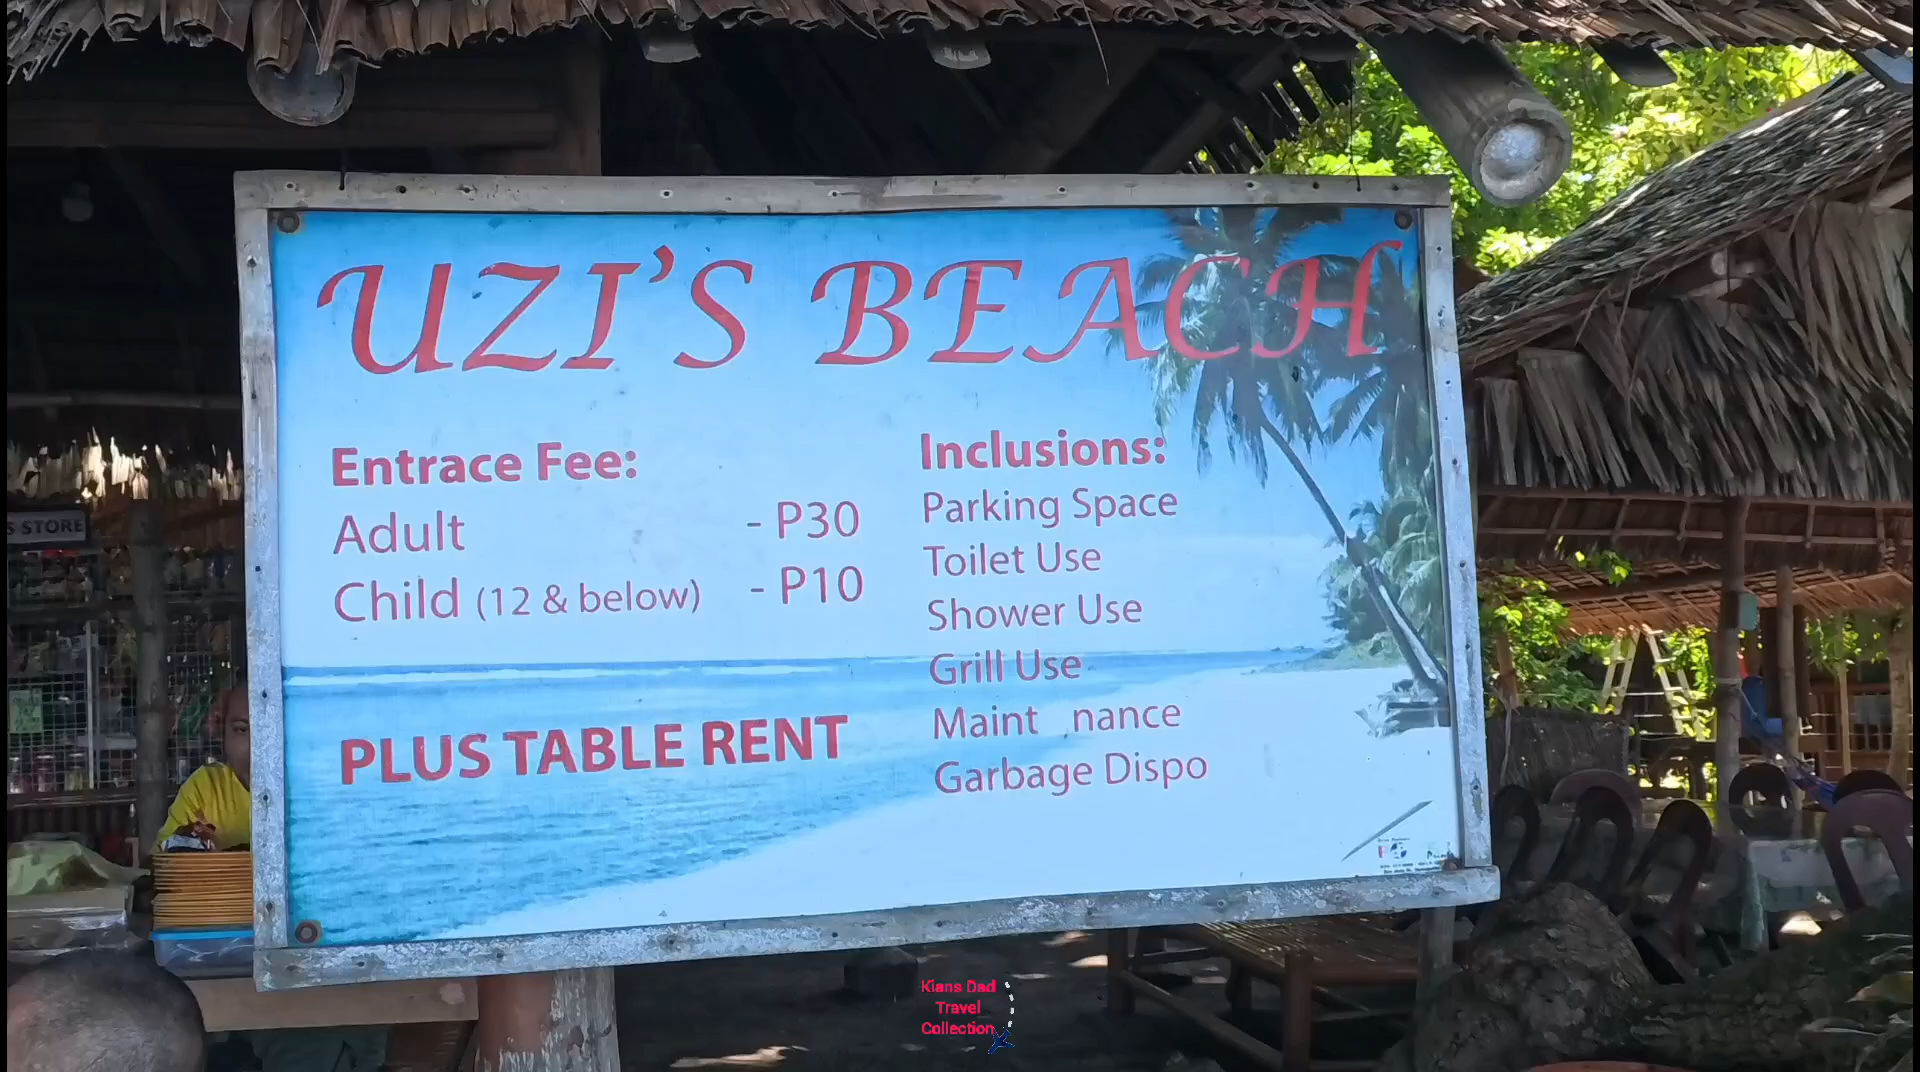 UZI'S BEACH
Entrace Fee:
Adult - P30
Child (12 & below) - P10
PLUS TABLE RENT
Inclusions:
Parking Space
Toilet Use
Shower Use
Grill Use
Maint nance
Garbage Dispo
S STORE
Kians Dad
Travel
Collection